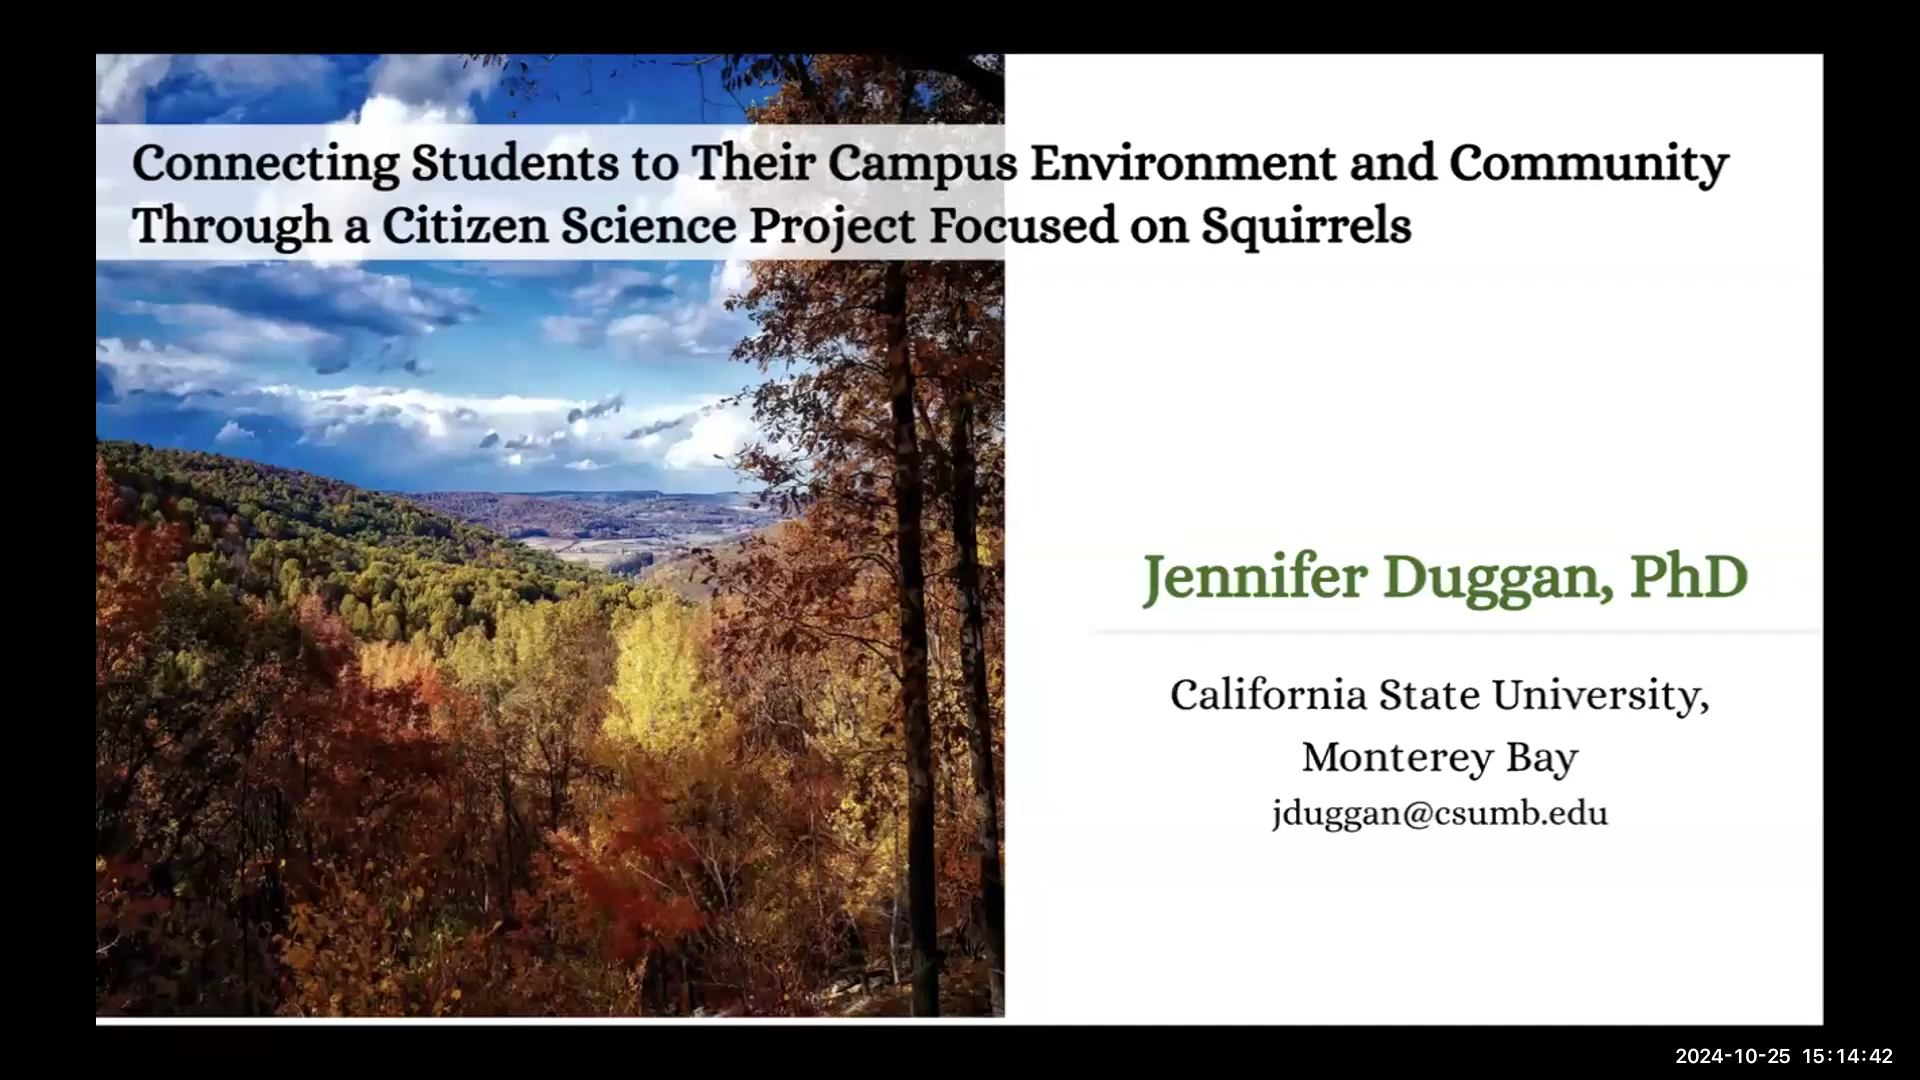 Connecting Students to Their Campus Environment and Community
Through a Citizen Science Project Focused on Squirrels
Jennifer Duggan, PhD
California State University,
Monterey Bay
jduggan@csumb.edu
2024-10-25 15:14:42